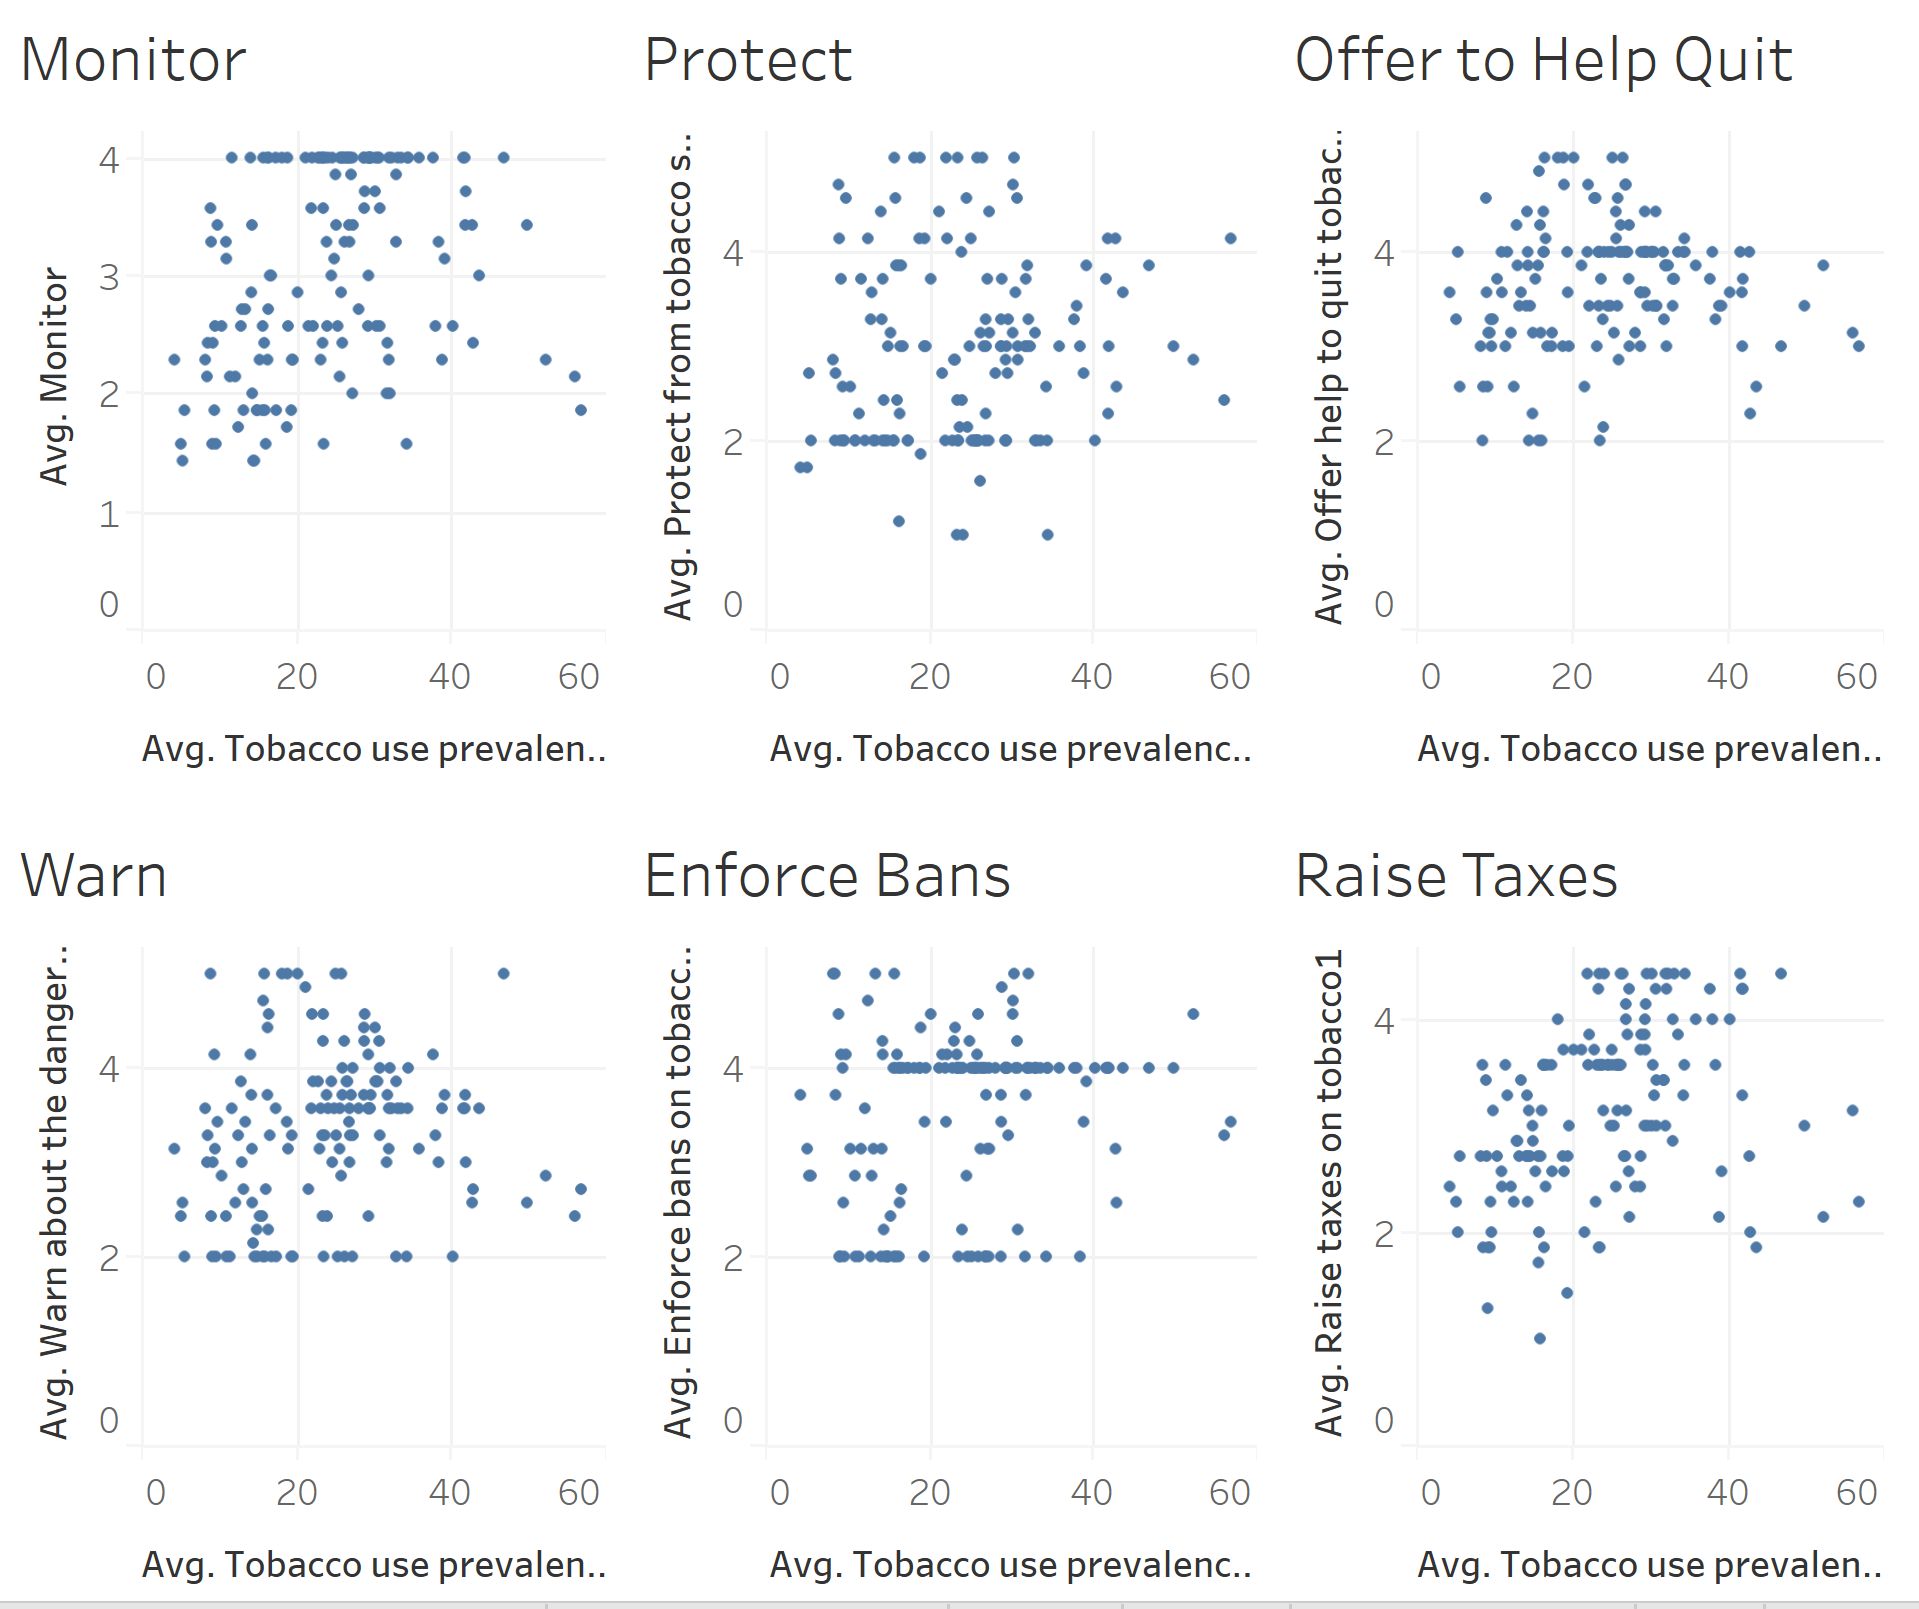 Monitor
Avg. Monitor
4
3
2
1
0
0 20 40 60
Avg. Tobacco use prevalen..
Protect
Avg. Protect from tobacco s..
4
2
0
0 20 40 60
Avg. Tobacco use prevalenc..
Offer to Help Quit
Avg. Offer help to quit tobac..
4
2
0
0 20 40 60
Avg. Tobacco use prevalen..
Warn
Avg. Warn about the danger..
4
2
0
0 20 40 60
Avg. Tobacco use prevalen..
Enforce Bans
Avg. Enforce bans on tobacc..
4
2
0
0 20 40 60
Avg. Tobacco use prevalenc..
Raise Taxes
Avg. Raise taxes on tobacco1
4
2
0
0 20 40 60
Avg. Tobacco use prevalen..